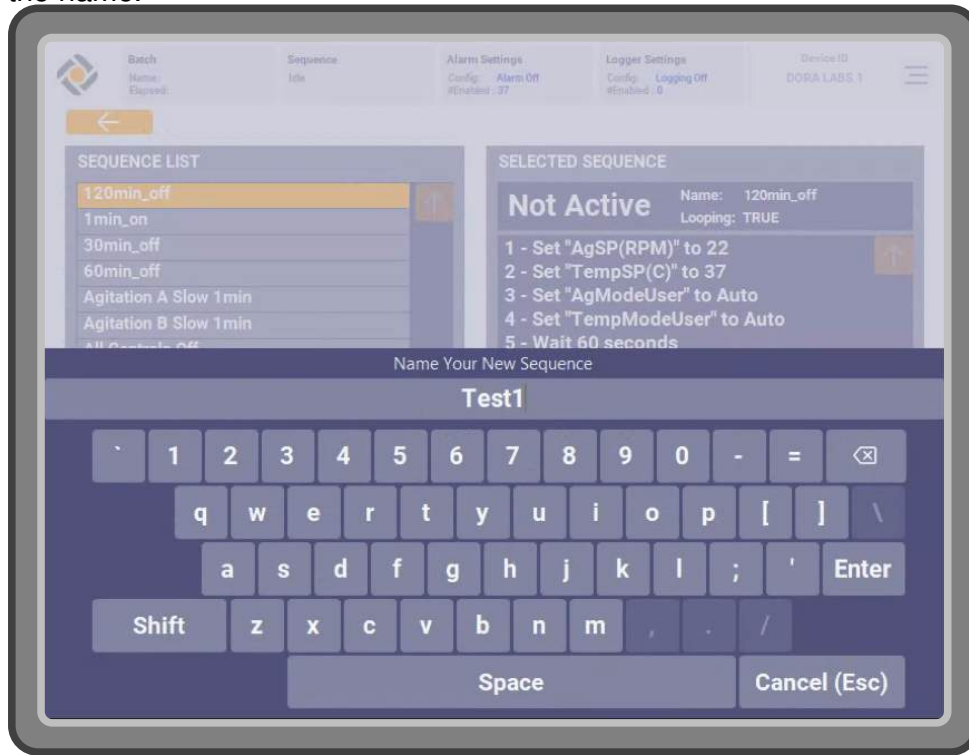 Batch
Name:
Elapsed:
Sequence
Idle
Alarm Settings
Config: Alarm Off
#Enabled : 37
Logger Settings
Config: Logging Off
#Enabled : 0
Device ID
DORA LABS 1
SEQUENCE LIST
120min_off
1min_on
30min_off
60min_off
Agitation A Slow 1min
Agitation B Slow 1min
All Controls Off
SELECTED SEQUENCE
Not Active
Name: 120min_off
Looping: TRUE
1 - Set "AgSP(RPM)" to 22
2 - Set "TempSP(C)" to 37
3 - Set "AgModeUser" to Auto
4 - Set "TempModeUser" to Auto
5 - Wait 60 seconds
Name Your New Sequence
Test1
` 1 2 3 4 5 6 7 8 9 0 - =
q w e r t y u i o p [ ] \
a s d f g h j k l ; ' Enter
Shift z x c v b n m , . /
Space Cancel (Esc)